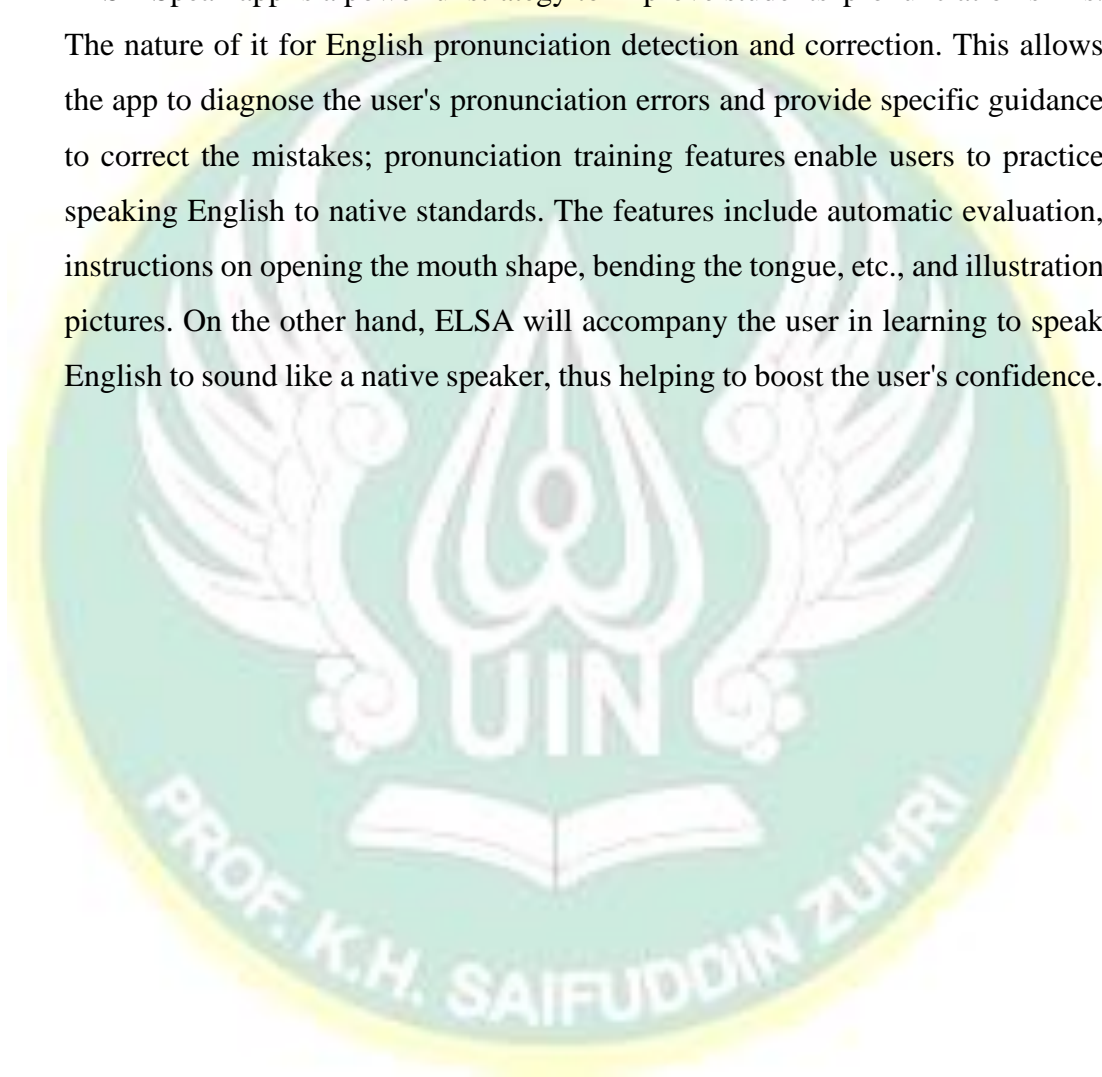 The nature of it for English pronunciation detection and correction. This allows
the app to diagnose the user's pronunciation errors and provide specific guidance
to correct the mistakes; pronunciation training features enable users to practice
speaking English to native standards. The features include automatic evaluation,
instructions on opening the mouth shape, bending the tongue, etc., and illustration
pictures. On the other hand, ELSA will accompany the user in learning to speak
English to sound like a native speaker, thus helping to boost the user's confidence.
UIN
PROF. K.H. SAIFUDDIN ZUHRI